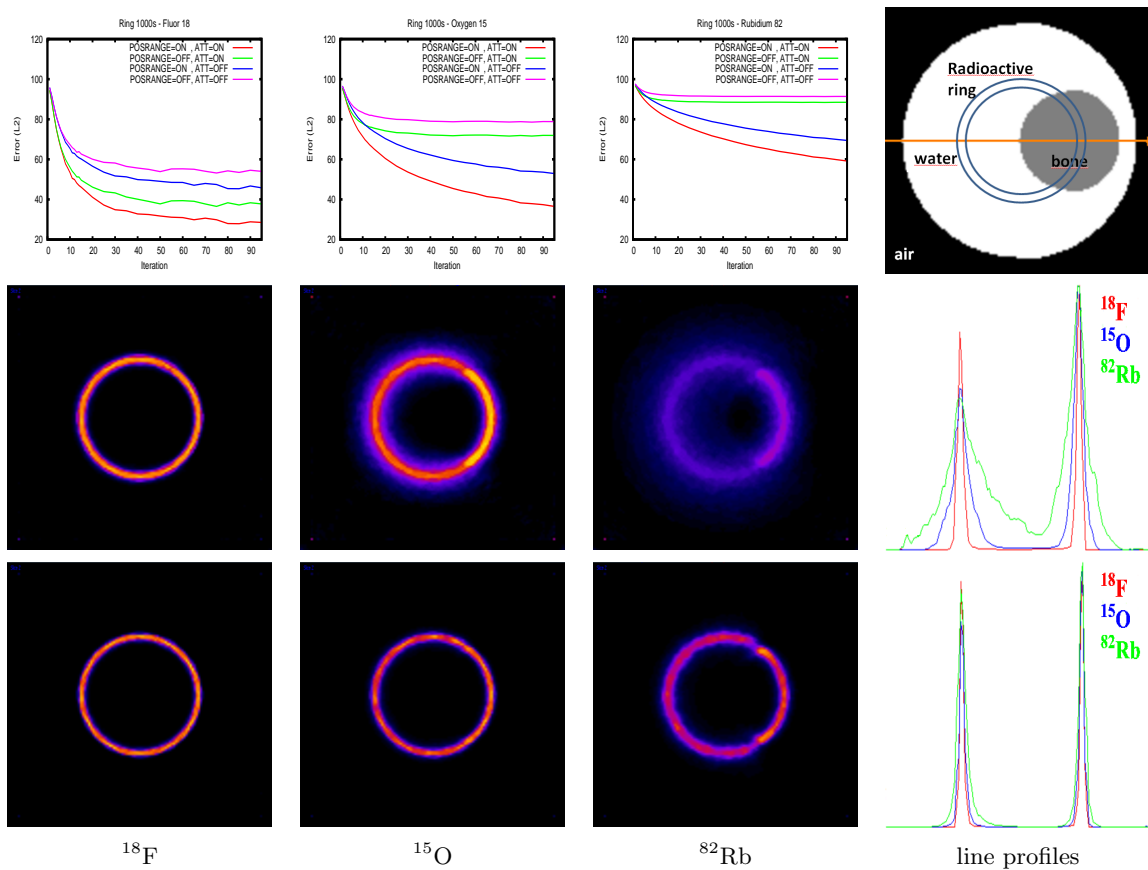 Ring 1000s - Fluor 18
120
100
80
60
40
20
Error (L2)
POSRANGE=ON , ATT=ON
POSRANGE=OFF, ATT=ON
POSRANGE=ON , ATT=OFF
POSRANGE=OFF, ATT=OFF
0 10 20 30 40 50 60 70 80 90
Iteration
Ring 1000s - Oxygen 15
120
100
80
60
40
20
Error (L2)
POSRANGE=ON , ATT=ON
POSRANGE=OFF, ATT=ON
POSRANGE=ON , ATT=OFF
POSRANGE=OFF, ATT=OFF
0 10 20 30 40 50 60 70 80 90
Iteration
Ring 1000s - Rubidium 82
120
100
80
60
40
20
Error (L2)
POSRANGE=ON , ATT=ON
POSRANGE=OFF, ATT=ON
POSRANGE=ON , ATT=OFF
POSRANGE=OFF, ATT=OFF
0 10 20 30 40 50 60 70 80 90
Iteration
Radioactive
ring
water
bone
air
¹⁸F
¹⁵O
⁸²Rb
¹⁸F
¹⁵O
⁸²Rb
¹⁸F
¹⁵O
⁸²Rb
line profiles